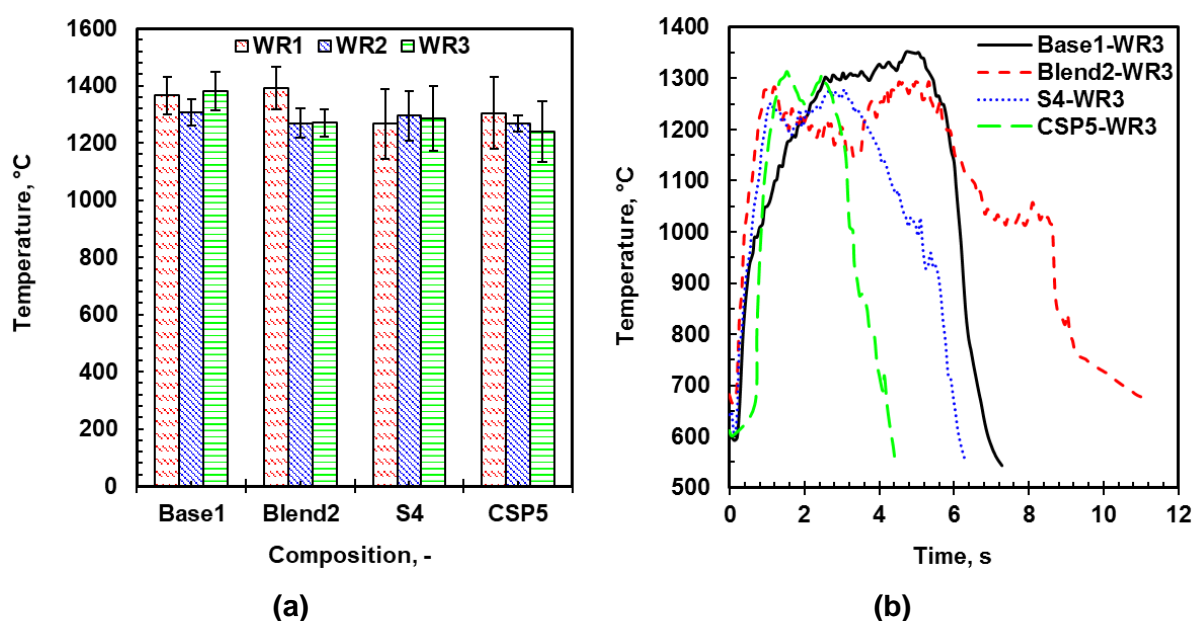 WR1 WR2 WR3
Temperature, °C
1600
1400
1200
1000
800
600
400
200
0
Base1 Blend2 S4 CSP5
Composition, -
(a)
Base1-WR3
Blend2-WR3
S4-WR3
CSP5-WR3
Temperature, °C
1400
1300
1200
1100
1000
900
800
700
600
500
0 2 4 6 8 10 12
Time, s
(b)